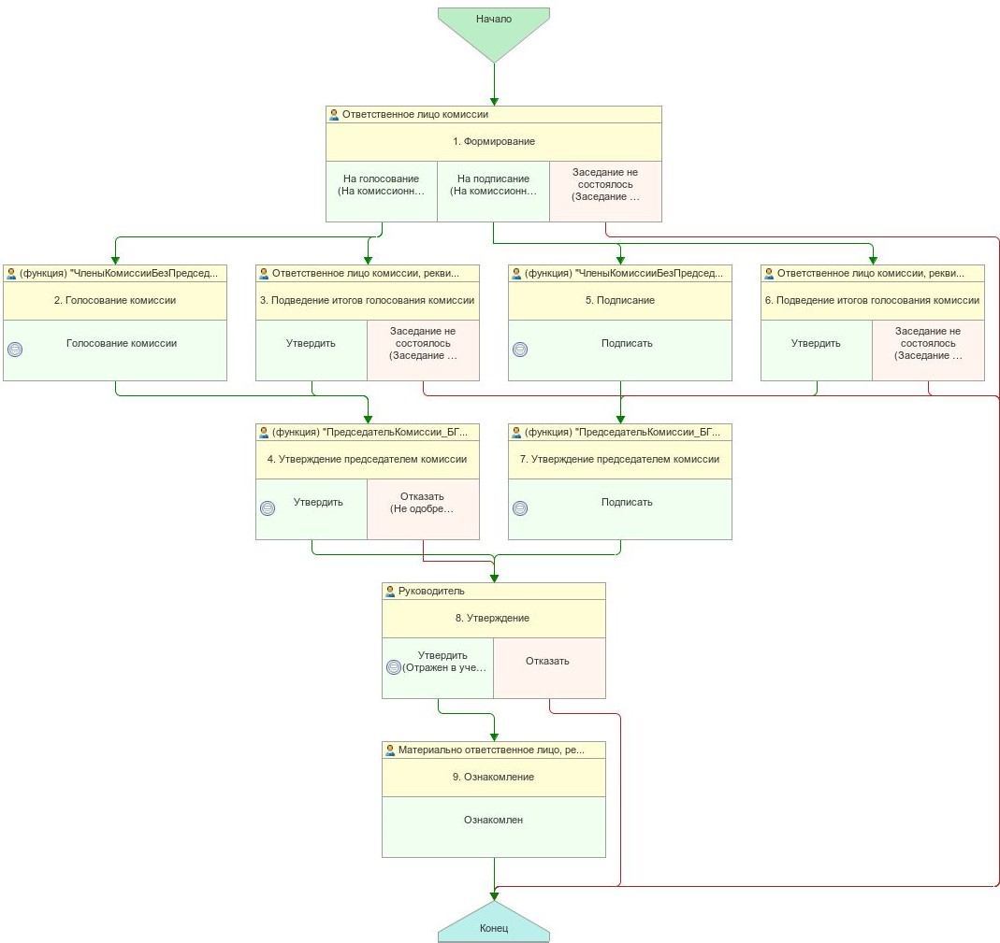 Начало
Ответственное лицо комиссии
1. Формирование
На голосование
(На комиссионн...
На подписание
(На комиссионн...
Заседание не
состоялось
(Заседание ...
(функция) "ЧленыКомиссииБезПредсед...
2. Голосование комиссии
Голосование комиссии
Ответственное лицо комиссии, рекви...
3. Подведение итогов голосования комиссии
Утвердить
Заседание не
состоялось
(Заседание ...
(функция) "ЧленыКомиссииБезПредсед...
5. Подписание
Подписать
Ответственное лицо комиссии, рекви...
6. Подведение итогов голосования комиссии
Утвердить
Заседание не
состоялось
(Заседание ...
(функция) "ПредседательКомиссии_БГ...
4. Утверждение председателем комиссии
Утвердить
Отказать
(Не одобре...
(функция) "ПредседательКомиссии_БГ...
7. Утверждение председателем комиссии
Подписать
Руководитель
8. Утверждение
Утвердить
(Отражен в уче...
Отказать
Материально ответственное лицо, ре...
9. Ознакомление
Ознакомлен
Конец